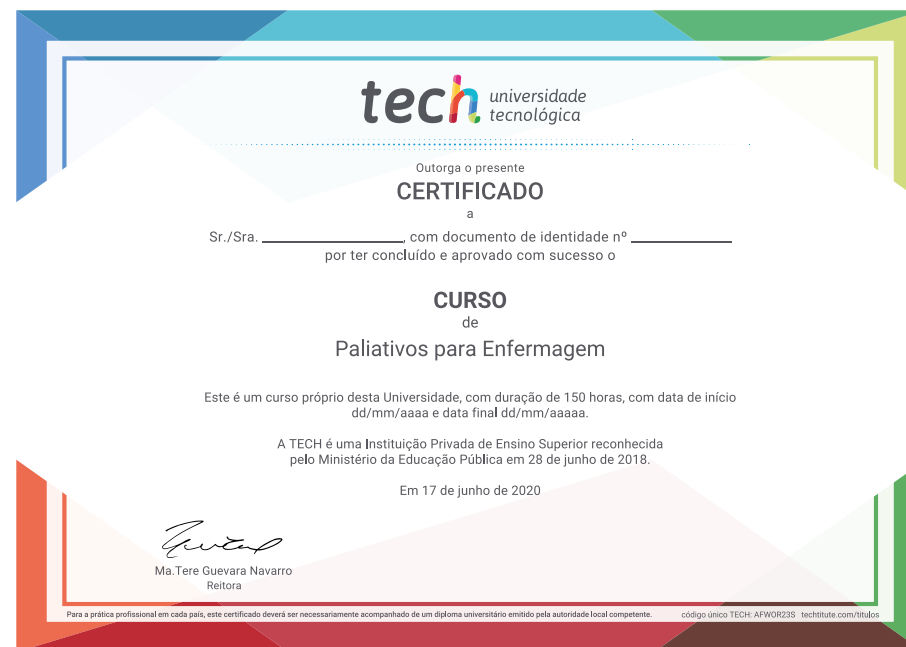 tech universidade
tecnológica
Outorga o presente
CERTIFICADO
a
Sr./Sra. ____________________, com documento de identidade nº ______________
por ter concluído e aprovado com sucesso o
CURSO
de
Paliativos para Enfermagem
Este é um curso próprio desta Universidade, com duração de 150 horas, com data de início
dd/mm/aaaa e data final dd/mm/aaaaa.
A TECH é uma Instituição Privada de Ensino Superior reconhecida
pelo Ministério da Educação Pública em 28 de junho de 2018.
Em 17 de junho de 2020
Ma.Tere Guevara Navarro
Reitora
Para a prática profissional em cada país, este certificado deverá ser necessariamente acompanhado de um diploma universitário emitido pela autoridade local competente. código único TECH: AFWOR23S techtitute.com/titulos